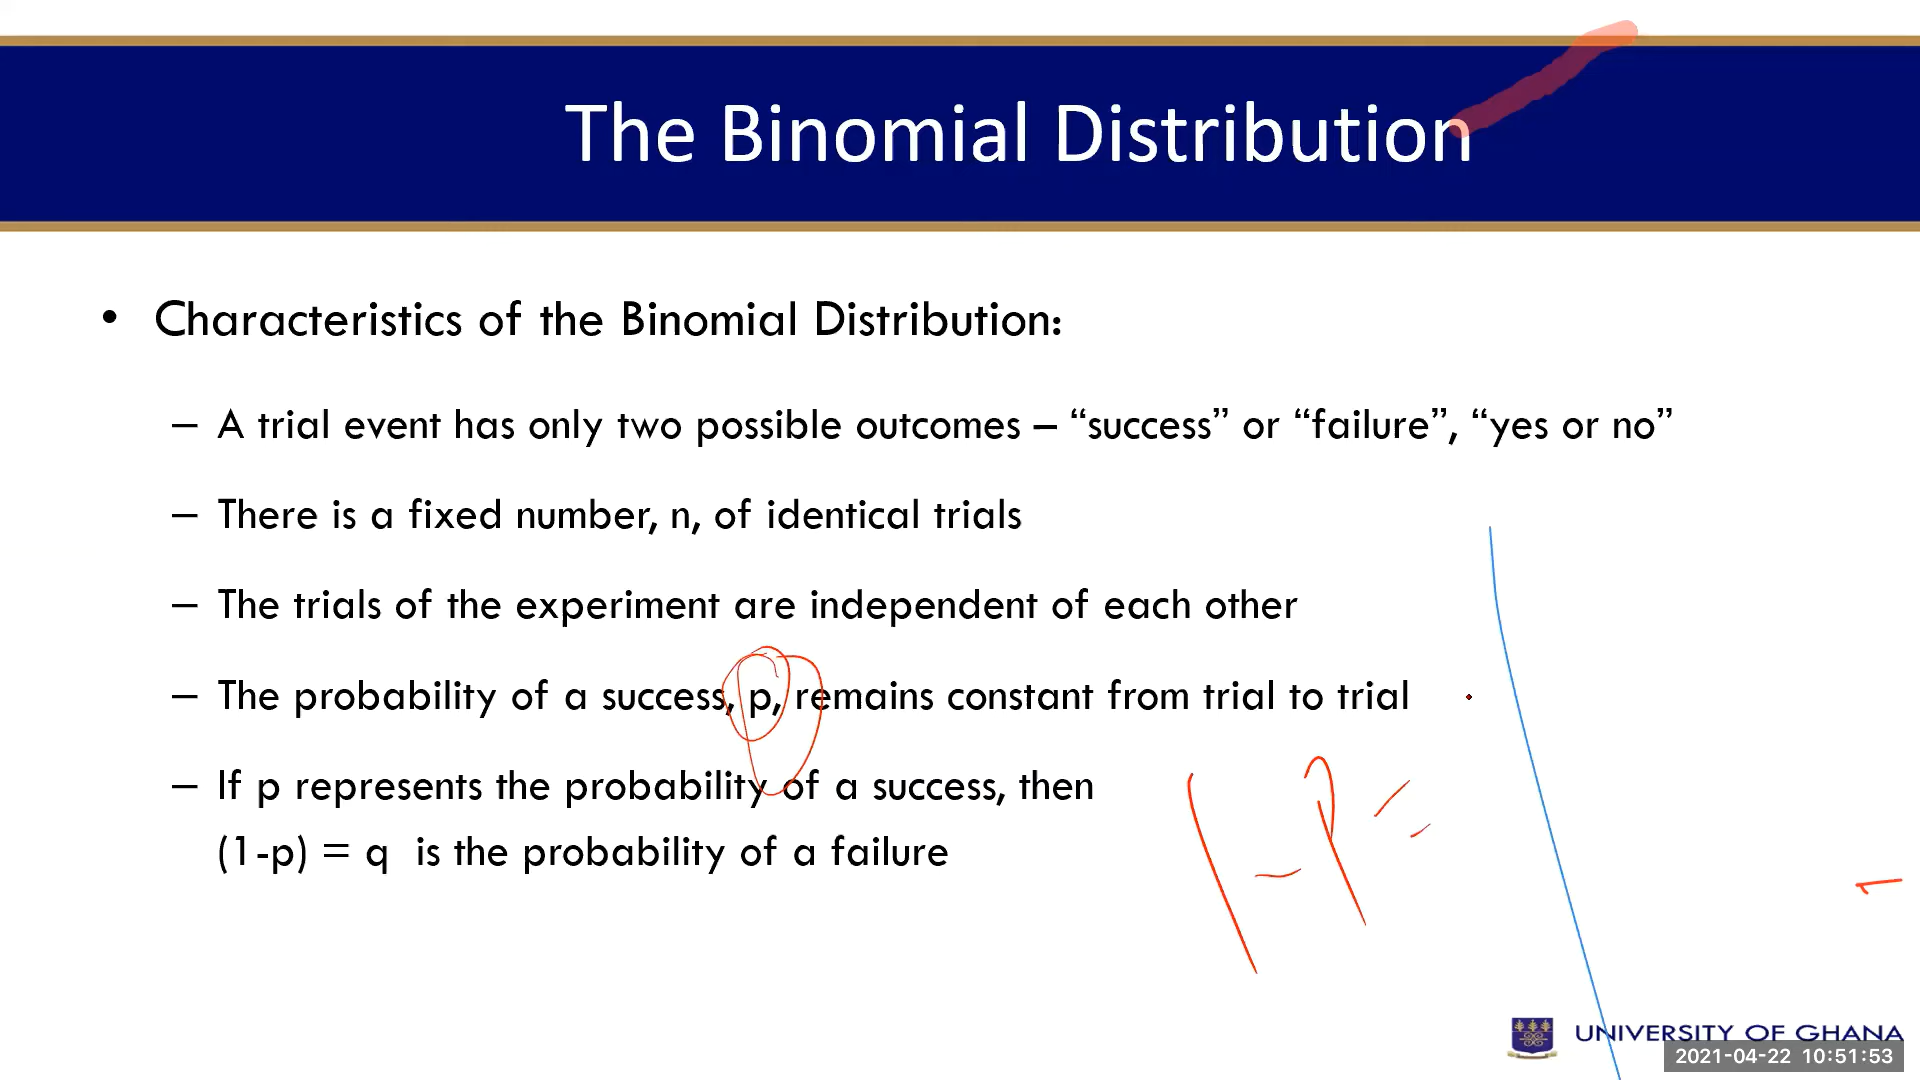 The Binomial Distribution
• Characteristics of the Binomial Distribution:
– A trial event has only two possible outcomes – “success” or “failure”, “yes or no”
– There is a fixed number, n, of identical trials
– The trials of the experiment are independent of each other
– The probability of a success, p, remains constant from trial to trial
– If p represents the probability of a success, then
(1-p) = q is the probability of a failure
1 - p =
UNIVERSITY OF GHANA
2021-04-22 10:51:53